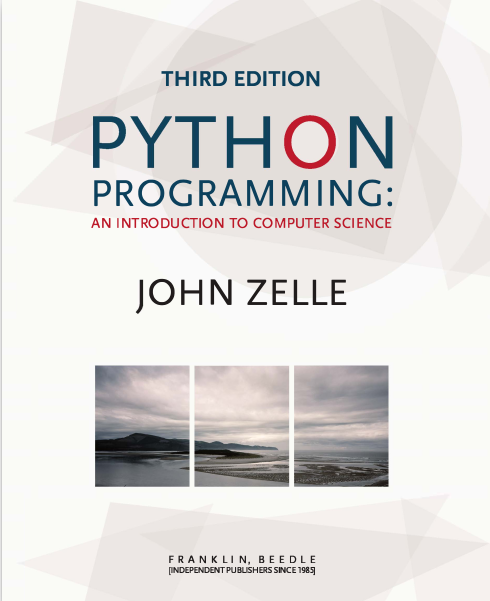 THIRD EDITION
PYTHON
PROGRAMMING:
AN INTRODUCTION TO COMPUTER SCIENCE
JOHN ZELLE
FRANKLIN, BEEDLE
[INDEPENDENT PUBLISHERS SINCE 1985]